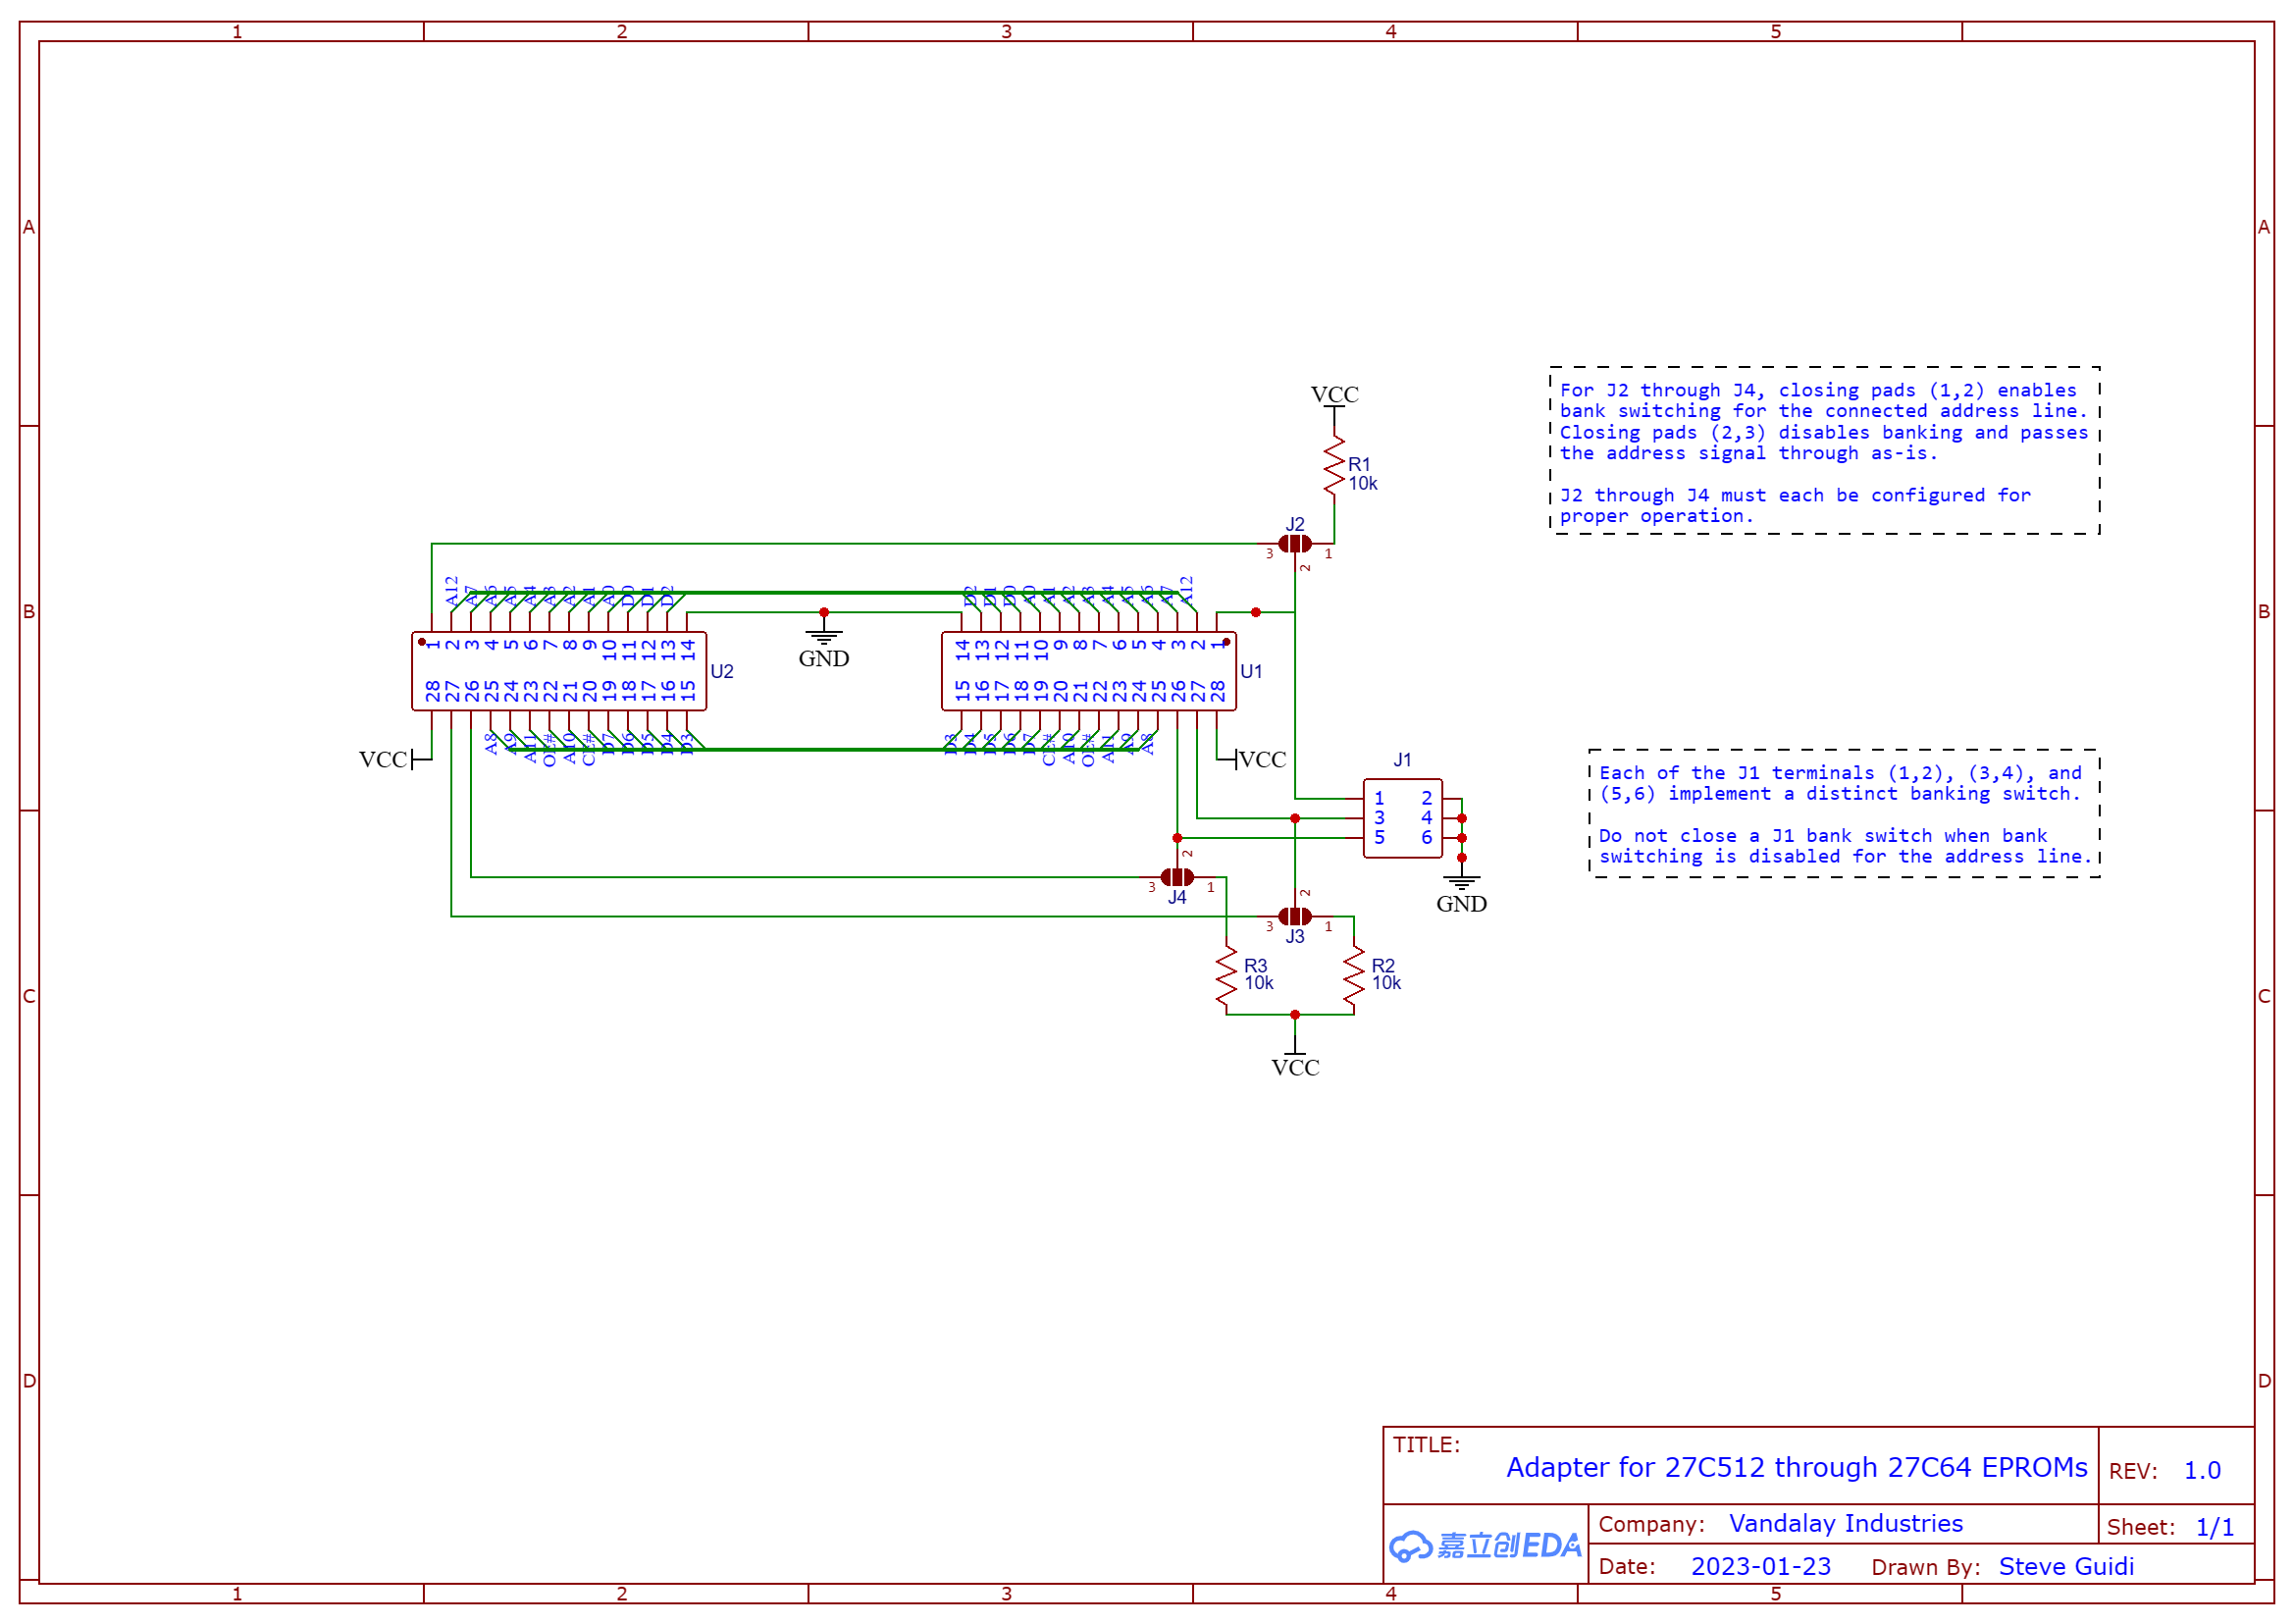 1 2 3 4 5
A A
VCC
R1
10k
For J2 through J4, closing pads (1,2) enables
bank switching for the connected address line.
Closing pads (2,3) disables banking and passes
the address signal through as-is.
J2 through J4 must each be configured for
proper operation.
J2
3 1
2
A12 A7 A6 A5 A4 A3 A2 A1 A0 D0 D1 D2
D2 D1 D0 A0 A1 A2 A3 A4 A5 A6 A7 A12
B B
1 2 3 4 5 6 7 8 9 10 11 12 13 14
GND
14 13 12 11 10 9 8 7 6 5 4 3 2 1
U2
U1
28 27 26 25 24 23 22 21 20 19 18 17 16 15
15 16 17 18 19 20 21 22 23 24 25 26 27 28
A8 A9 A11 OE# A10 CE# D7 D6 D5 D4 D3
D3 D4 D5 D6 D7 CE# A10 OE# A11 A9 A8
VCC
VCC
J1
1 2
3 4
5 6
Each of the J1 terminals (1,2), (3,4), and
(5,6) implement a distinct banking switch.
Do not close a J1 bank switch when bank
switching is disabled for the address line.
2
3 1
J4
GND
2
3 1
J3
R3
10k
R2
10k
C C
VCC
D D
TITLE:
Adapter for 27C512 through 27C64 EPROMs
REV: 1.0
嘉立创EDA
Company: Vandalay Industries
Sheet: 1/1
Date: 2023-01-23 Drawn By: Steve Guidi
1 2 3 4 5